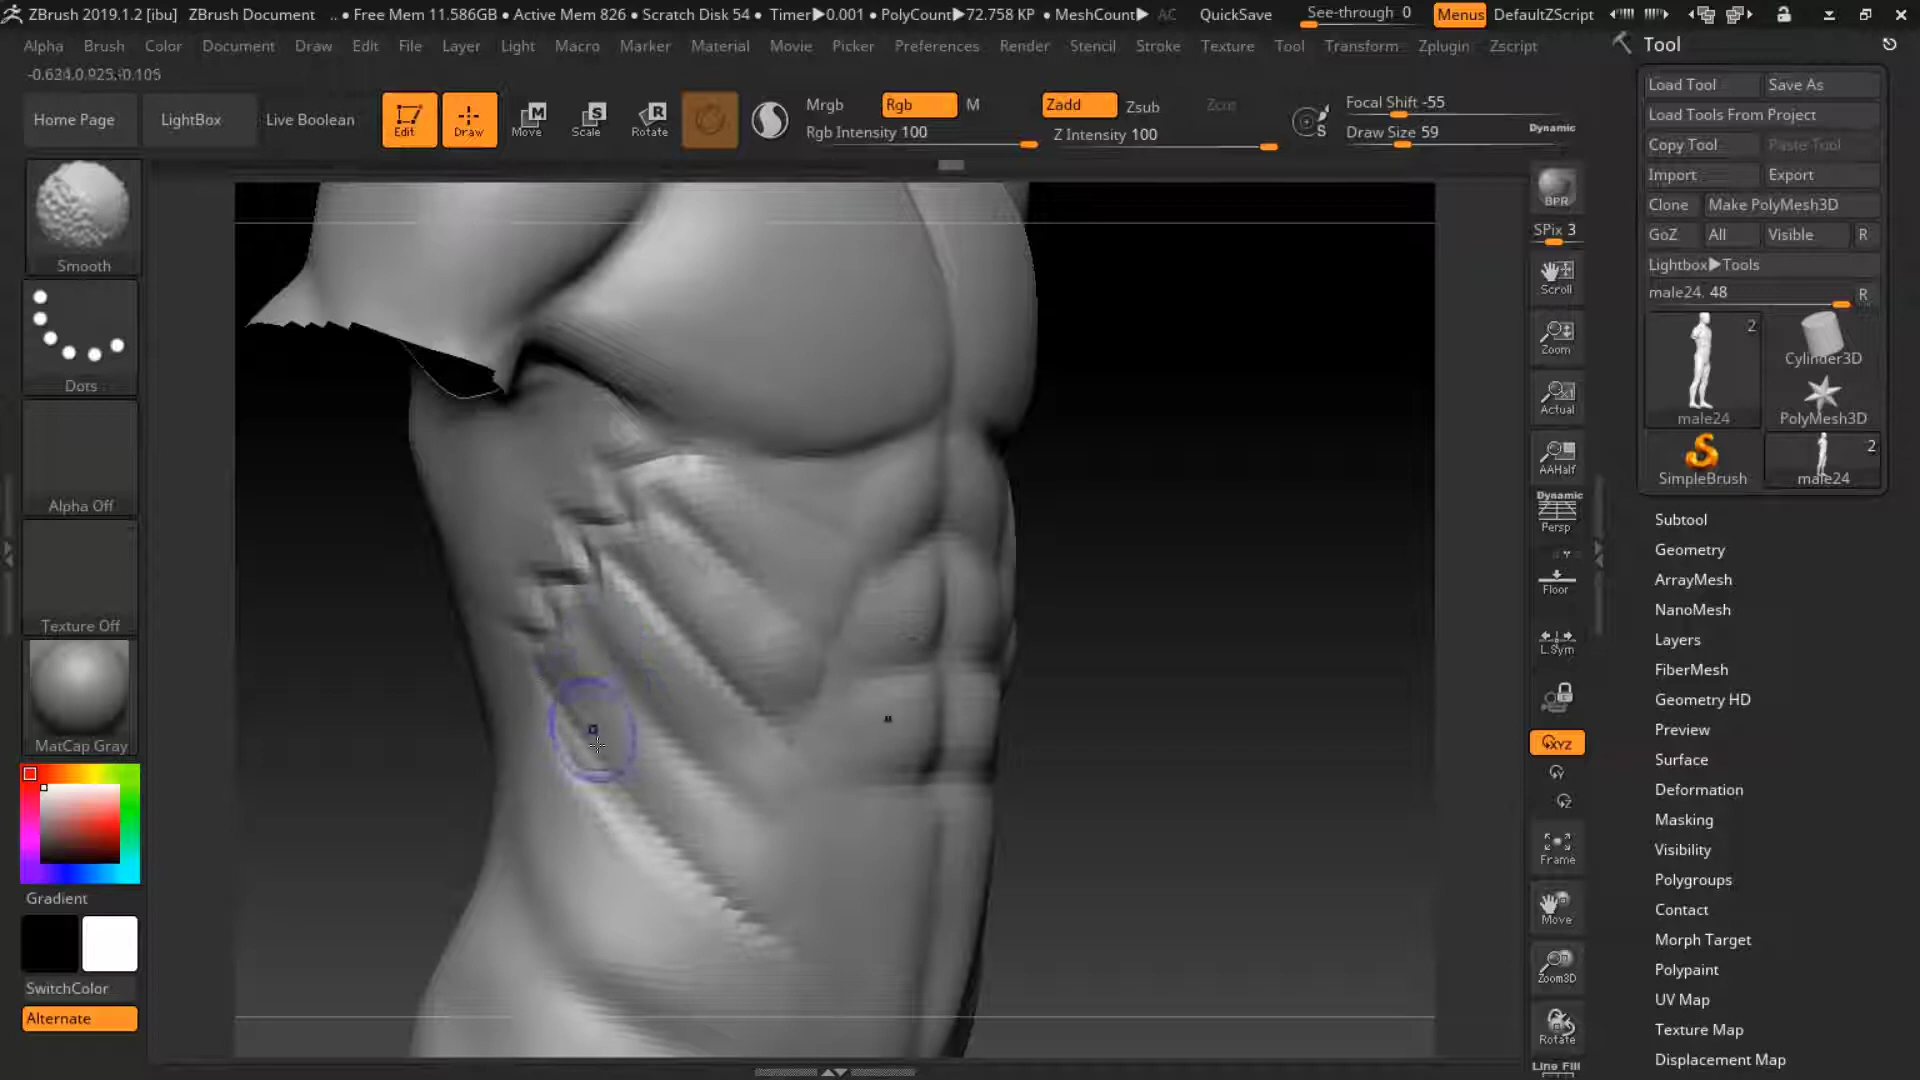 ZBrush 2019.1.2 [ibu] ZBrush Document .. ● Free Mem 11.586GB ● Active Mem 826 ● Scratch Disk 54 ● Timer▶0.001 ● PolyCount▶72.758 KP ● MeshCount▶ AC QuickSave See-through 0 Menus DefaultZScript
Alpha Brush Color Document Draw Edit File Layer Light Macro Marker Material Movie Picker Preferences Render Stencil Stroke Texture Tool Transform Zplugin Zscript
Tool
Home Page LightBox Live Boolean
Edit Draw Move Scale Rotate
Mrgb Rgb M
Rgb Intensity 100
Zadd Zsub Zcut
Z Intensity 100
S
Focal Shift -55
Draw Size 59 Dynamic
Smooth
Dots
Alpha Off
Texture Off
MatCap Gray
Gradient
SwitchColor
Alternate
BPR
SPix 3
Scroll
Zoom
Actual
AAHalf
Dynamic
Persp
Floor
L.Sym
XYZ
Y
Z
Frame
Move
Zoom3D
Rotate
Line Fill
Load Tool Save As
Load Tools From Project
Copy Tool Paste Tool
Import Export
Clone Make PolyMesh3D
GoZ All Visible R
Lightbox▶Tools
male24. 48 R
2
Cylinder3D
male24 PolyMesh3D
2
SimpleBrush male24
Subtool
Geometry
ArrayMesh
NanoMesh
Layers
FiberMesh
Geometry HD
Preview
Surface
Deformation
Masking
Visibility
Polygroups
Contact
Morph Target
Polypaint
UV Map
Texture Map
Displacement Map